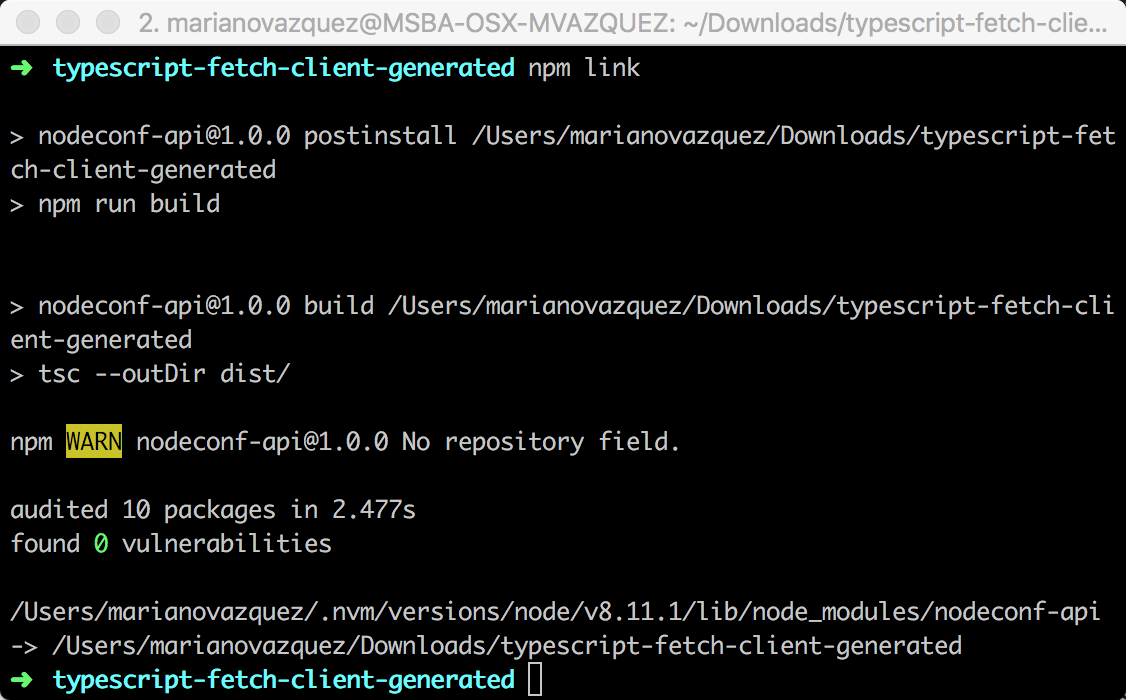 2. marianovazquez@MSBA-OSX-MVAZQUEZ: ~/Downloads/typescript-fetch-clie...
➜ typescript-fetch-client-generated npm link
> nodeconf-api@1.0.0 postinstall /Users/marianovazquez/Downloads/typescript-fet
ch-client-generated
> npm run build
> nodeconf-api@1.0.0 build /Users/marianovazquez/Downloads/typescript-fetch-cli
ent-generated
> tsc --outDir dist/
npm WARN nodeconf-api@1.0.0 No repository field.
audited 10 packages in 2.477s
found 0 vulnerabilities
/Users/marianovazquez/.nvm/versions/node/v8.11.1/lib/node_modules/nodeconf-api
-> /Users/marianovazquez/Downloads/typescript-fetch-client-generated
➜ typescript-fetch-client-generated